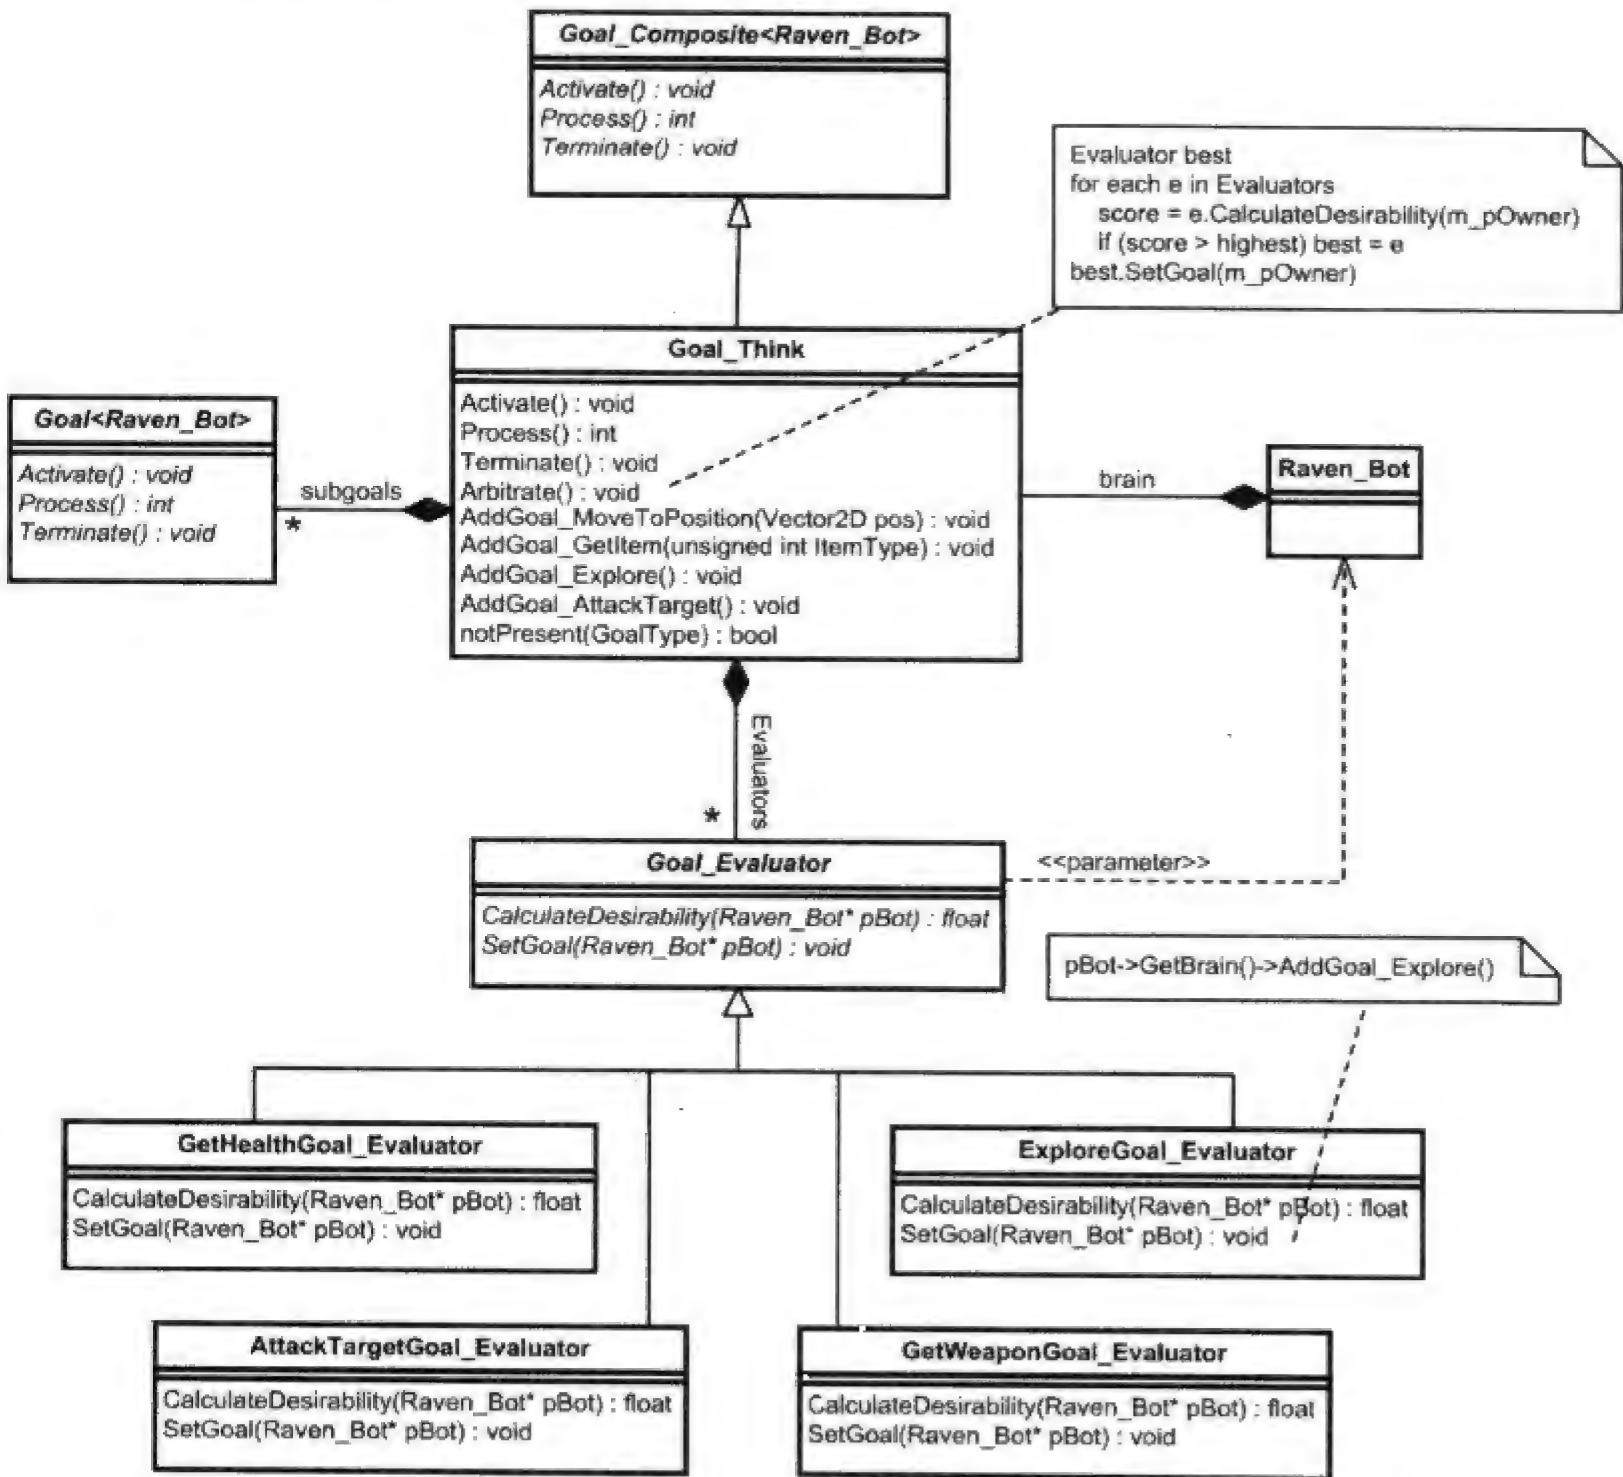 Goal_Composite<Raven_Bot>
Activate() : void
Process() : int
Terminate() : void
Evaluator best
for each e in Evaluators
score = e.CalculateDesirability(m_pOwner)
if (score > highest) best = e
best.SetGoal(m_pOwner)
Goal_Think
Activate() : void
Process() : int
Terminate() : void
Arbitrate() : void
AddGoal_MoveToPosition(Vector2D pos) : void
AddGoal_GetItem(unsigned int ItemType) : void
AddGoal_Explore() : void
AddGoal_AttackTarget() : void
notPresent(GoalType) : bool
Goal<Raven_Bot>
Activate() : void
Process() : int
Terminate() : void
subgoals
*
brain
Raven_Bot
Evaluators
*
Goal_Evaluator
CalculateDesirability(Raven_Bot* pBot) : float
SetGoal(Raven_Bot* pBot) : void
<<parameter>>
pBot->GetBrain()->AddGoal_Explore()
GetHealthGoal_Evaluator
CalculateDesirability(Raven_Bot* pBot) : float
SetGoal(Raven_Bot* pBot) : void
ExploreGoal_Evaluator
CalculateDesirability(Raven_Bot* pBot) : float
SetGoal(Raven_Bot* pBot) : void
AttackTargetGoal_Evaluator
CalculateDesirability(Raven_Bot* pBot) : float
SetGoal(Raven_Bot* pBot) : void
GetWeaponGoal_Evaluator
CalculateDesirability(Raven_Bot* pBot) : float
SetGoal(Raven_Bot* pBot) : void